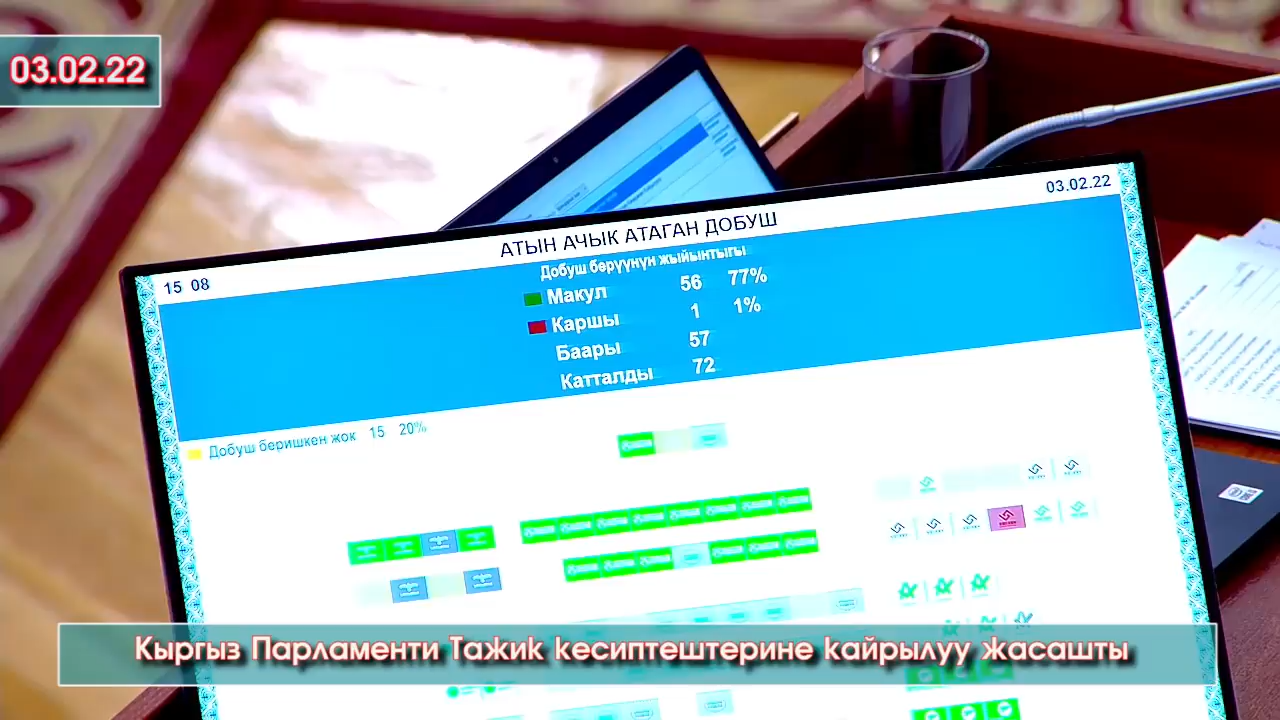 03.02.22
03.02.22
АТЫН АЧЫК АТАГАН ДОБУШ
15 08
Добуш берүүнүн жыйынтыгы
Макул 56 77%
Каршы 1 1%
Баары 57
Катталды 72
Добуш беришкен жок 15 20%
Кыргыз Парламенти Тажик кесиптештерине кайрылуу жасашты